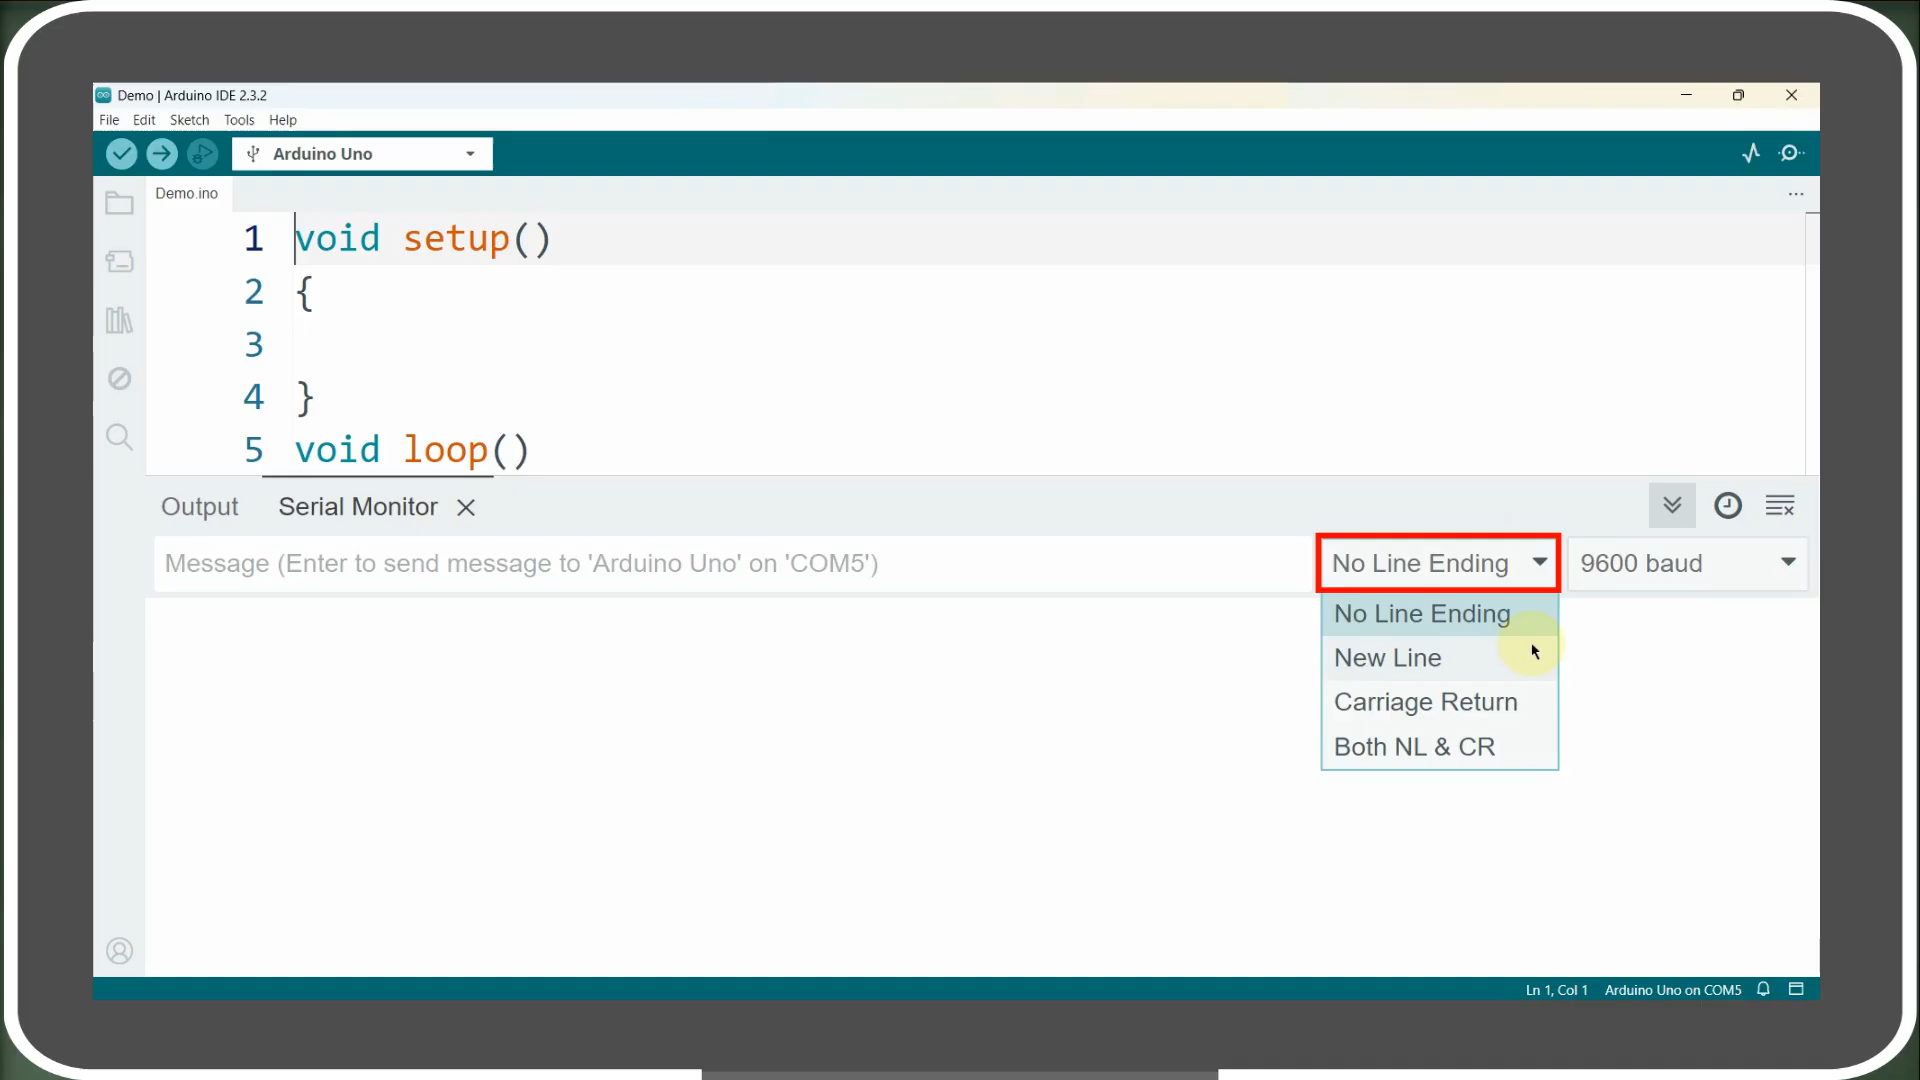 Demo | Arduino IDE 2.3.2
File Edit Sketch Tools Help
Arduino Uno
Demo.ino
1 void setup()
2 {
3
4 }
5 void loop()
Output Serial Monitor
Message (Enter to send message to 'Arduino Uno' on 'COM5') No Line Ending 9600 baud
No Line Ending
New Line
Carriage Return
Both NL & CR
Ln 1, Col 1 Arduino Uno on COM5